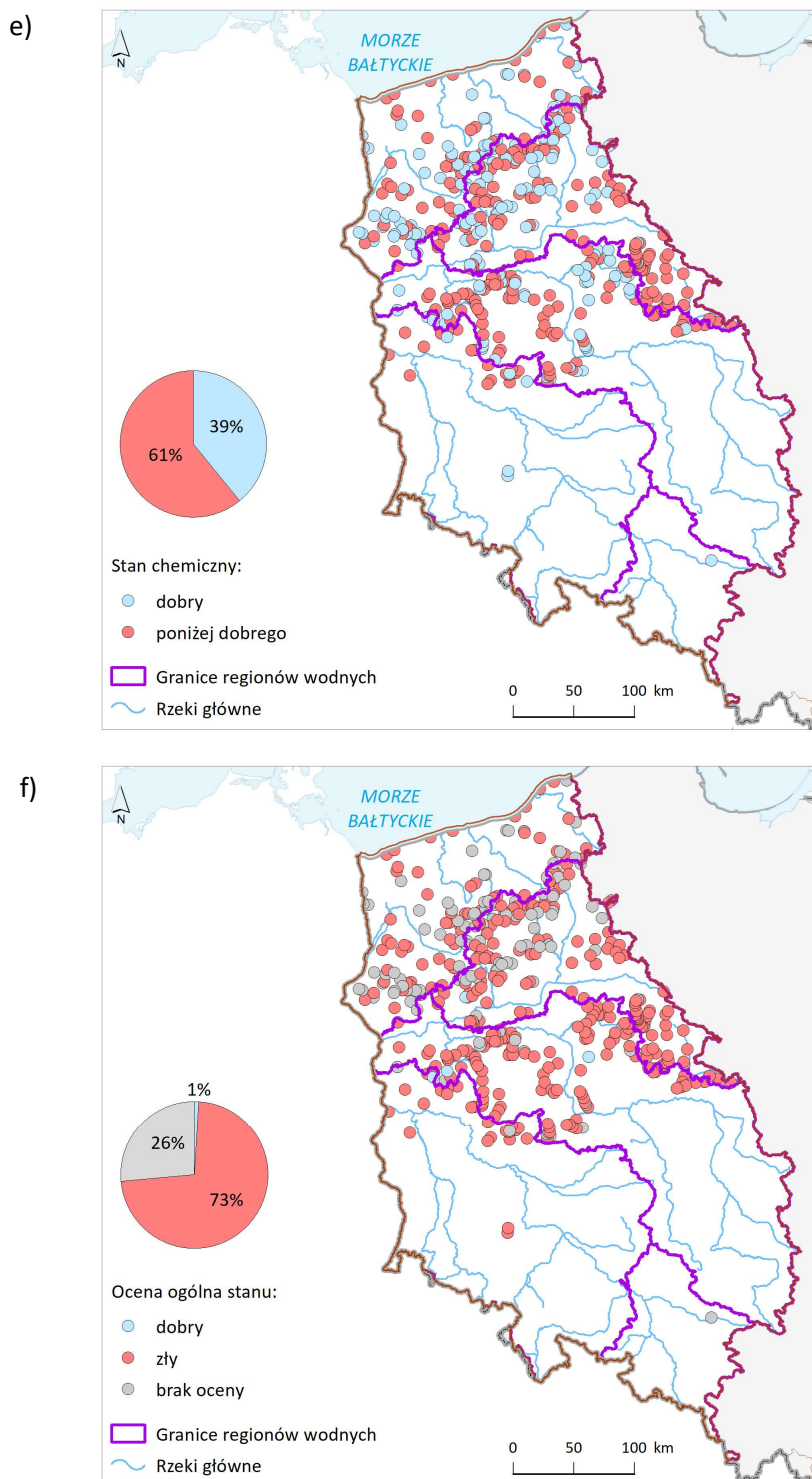 e)
N
MORZE
BAŁTYCKIE
39%
61%
Stan chemiczny:
dobry
poniżej dobrego
Granice regionów wodnych
Rzeki główne
0 50 100 km
f)
N
MORZE
BAŁTYCKIE
1%
26%
73%
Ocena ogólna stanu:
dobry
zły
brak oceny
Granice regionów wodnych
Rzeki główne
0 50 100 km